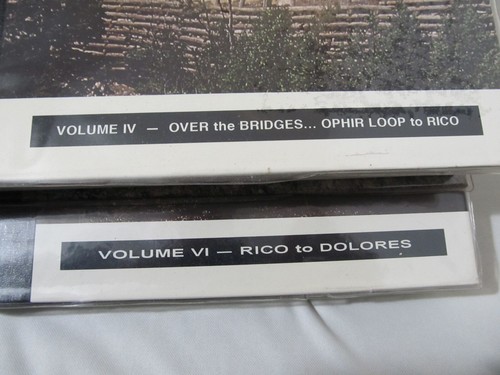 VOLUME IV — OVER the BRIDGES... OPHIR LOOP to RICO
VOLUME VI — RICO to DOLORES